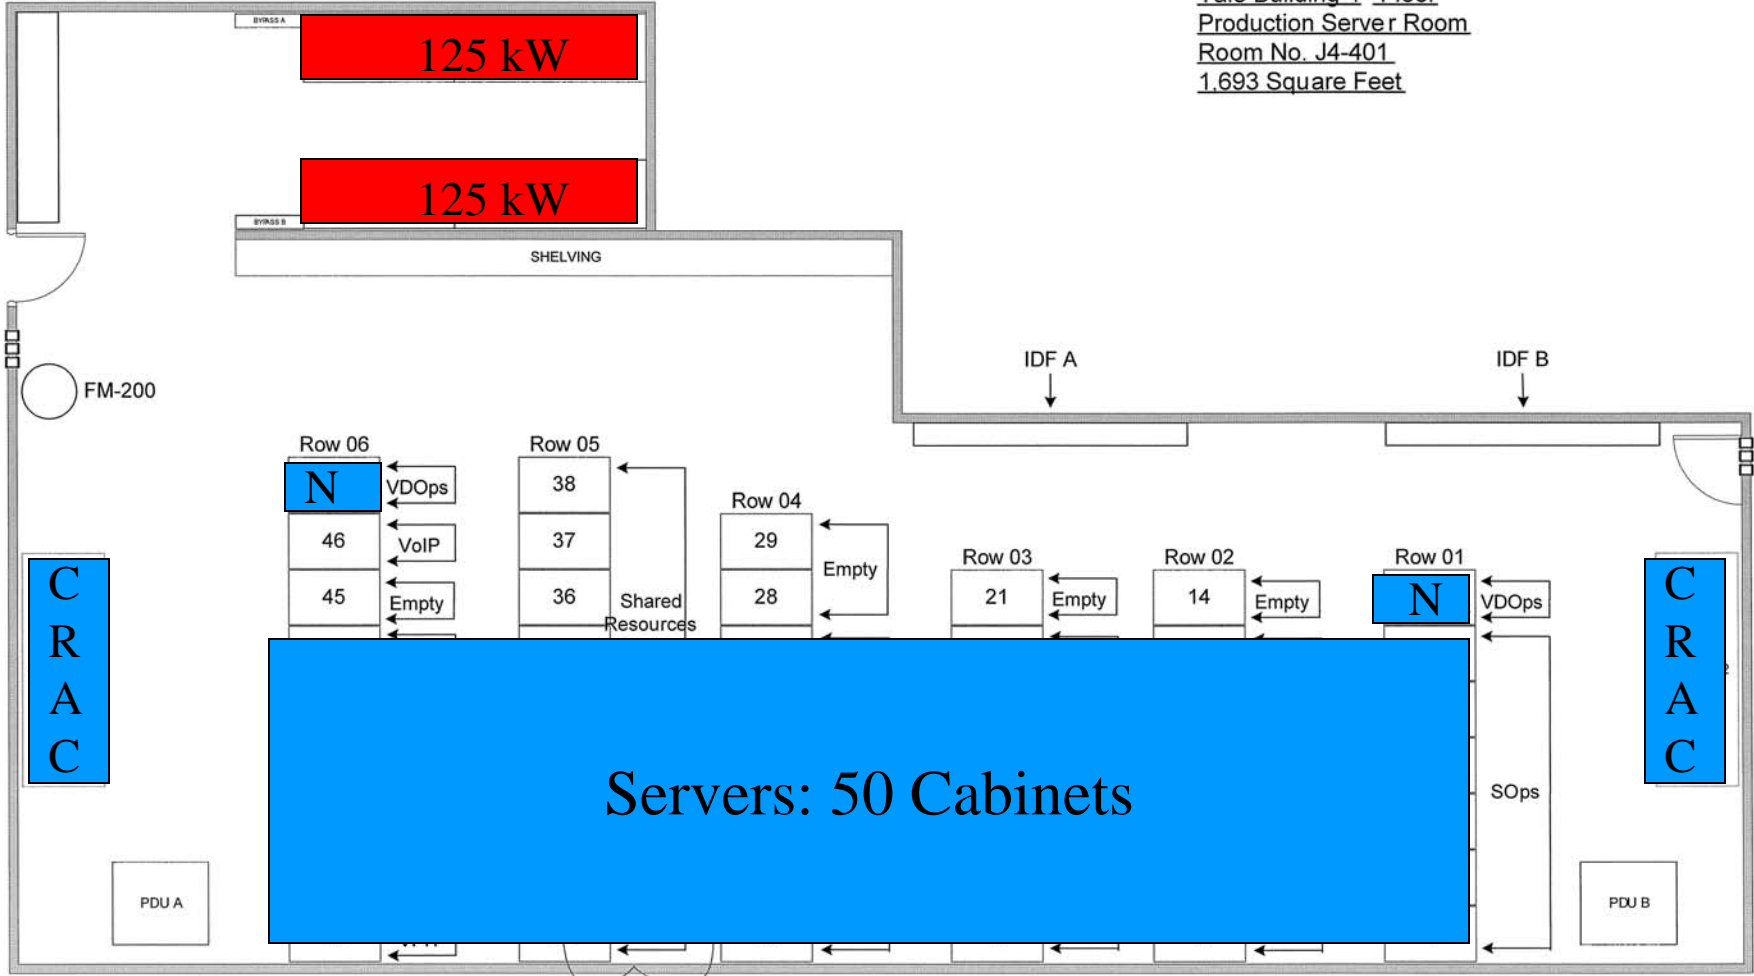 BYPASS A
125 kW
Production Server Room
Room No. J4-401
1,693 Square Feet
125 kW
BYPASS B
SHELVING
IDF A
IDF B
FM-200
Row 06
Row 05
Row 04
Row 03
Row 02
Row 01
N
VDOps
38
46
VoIP
37
29
Empty
28
45
Empty
36
Shared
Resources
21
Empty
14
Empty
N
VDOps
C
R
A
C
C
R
A
C
Servers: 50 Cabinets
SOps
PDU A
PDU B